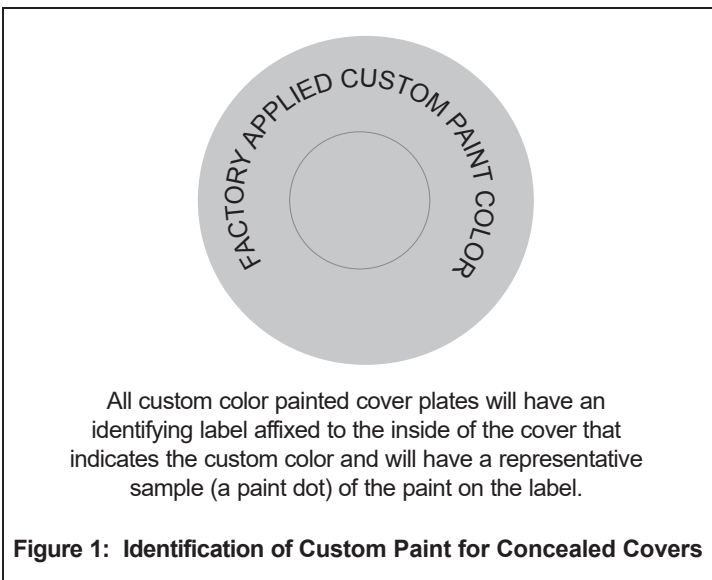 FACTORY APPLIED CUSTOM PAINT COLOR
All custom color painted cover plates will have an
identifying label affixed to the inside of the cover that
indicates the custom color and will have a representative
sample (a paint dot) of the paint on the label.
Figure 1: Identification of Custom Paint for Concealed Covers